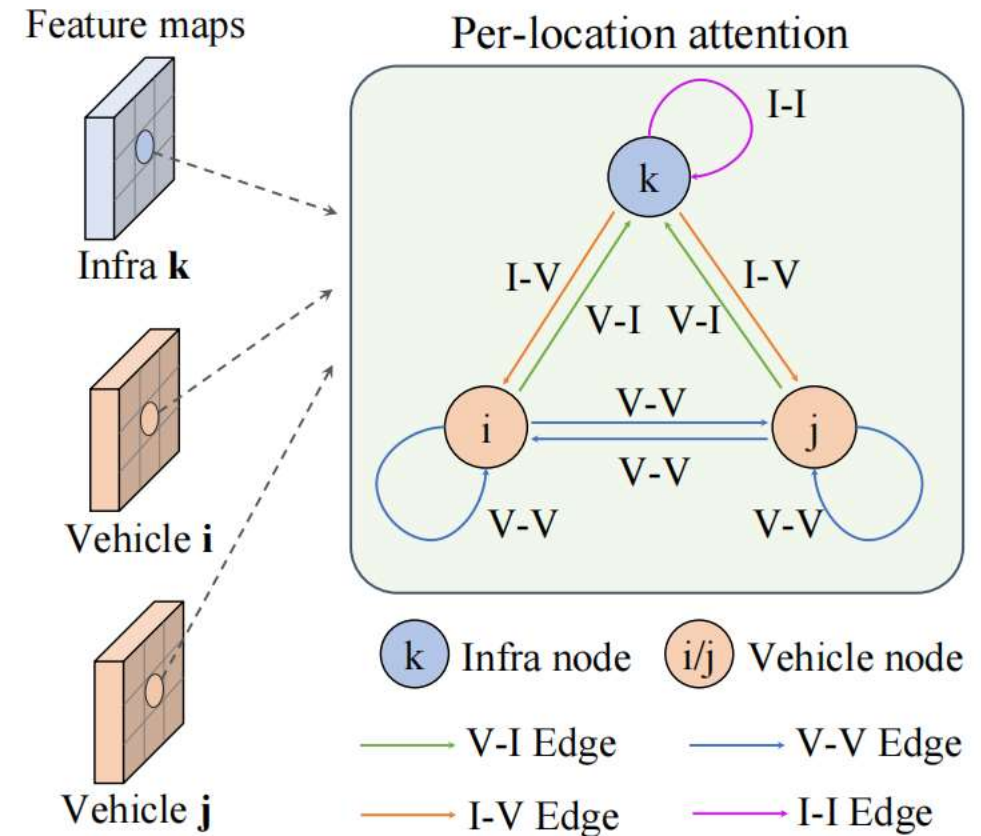 Feature maps
Infra k
Vehicle i
Vehicle j
Per-location attention
I-I
k
I-V
V-I
V-I
I-V
i
V-V
V-V
j
V-V
V-V
k Infra node
i/j Vehicle node
V-I Edge
V-V Edge
I-V Edge
I-I Edge